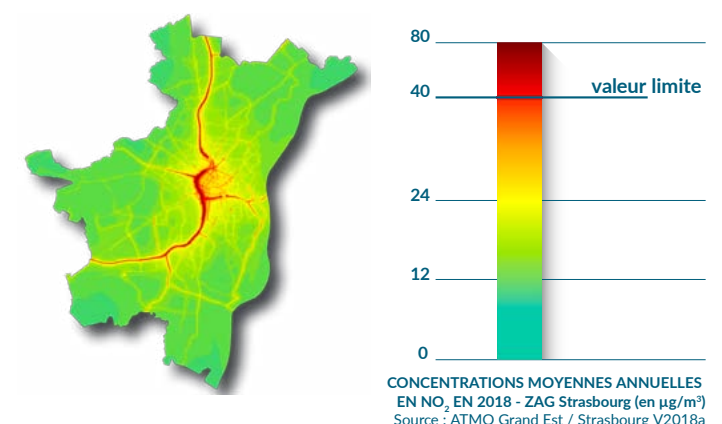 80
valeur limite
40
24
12
0
CONCENTRATIONS MOYENNES ANNUELLES
EN NO2 EN 2018 - ZAG Strasbourg (en µg/m³)
Source : ATMO Grand Est / Strasbourg V2018a